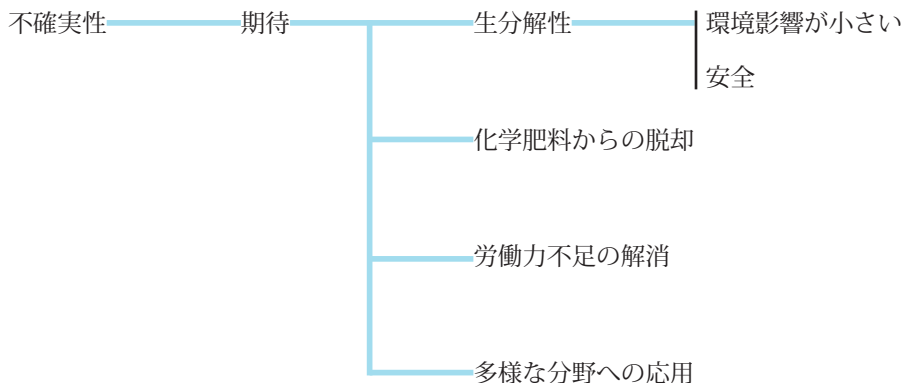 不確実性 期待 生分解性 環境影響が小さい
安全
化学肥料からの脱却
労働力不足の解消
多様な分野への応用